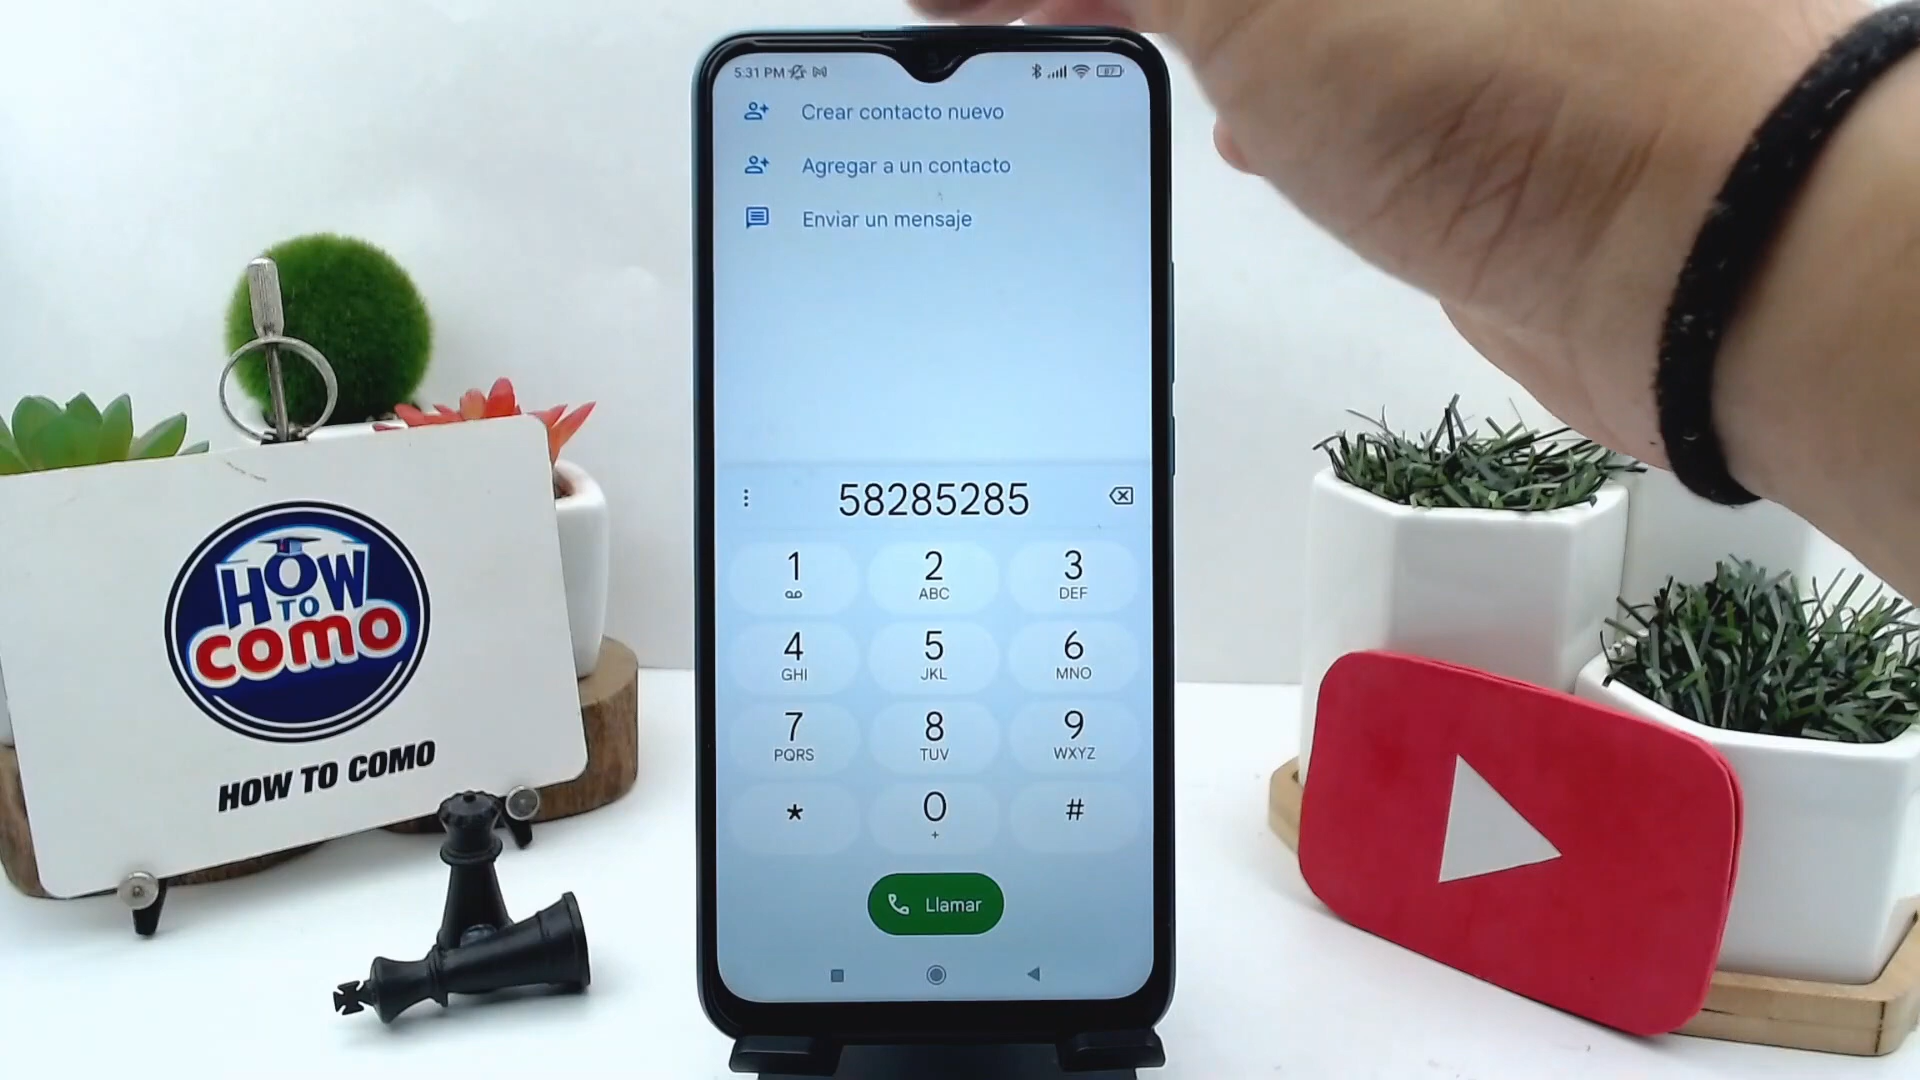 5:31 PM
87
Crear contacto nuevo
Agregar a un contacto
Enviar un mensaje
58285285
1
2 ABC
3 DEF
4 GHI
5 JKL
6 MNO
7 PQRS
8 TUV
9 WXYZ
*
0 +
#
Llamar
HOW
TO
como
HOW TO COMO